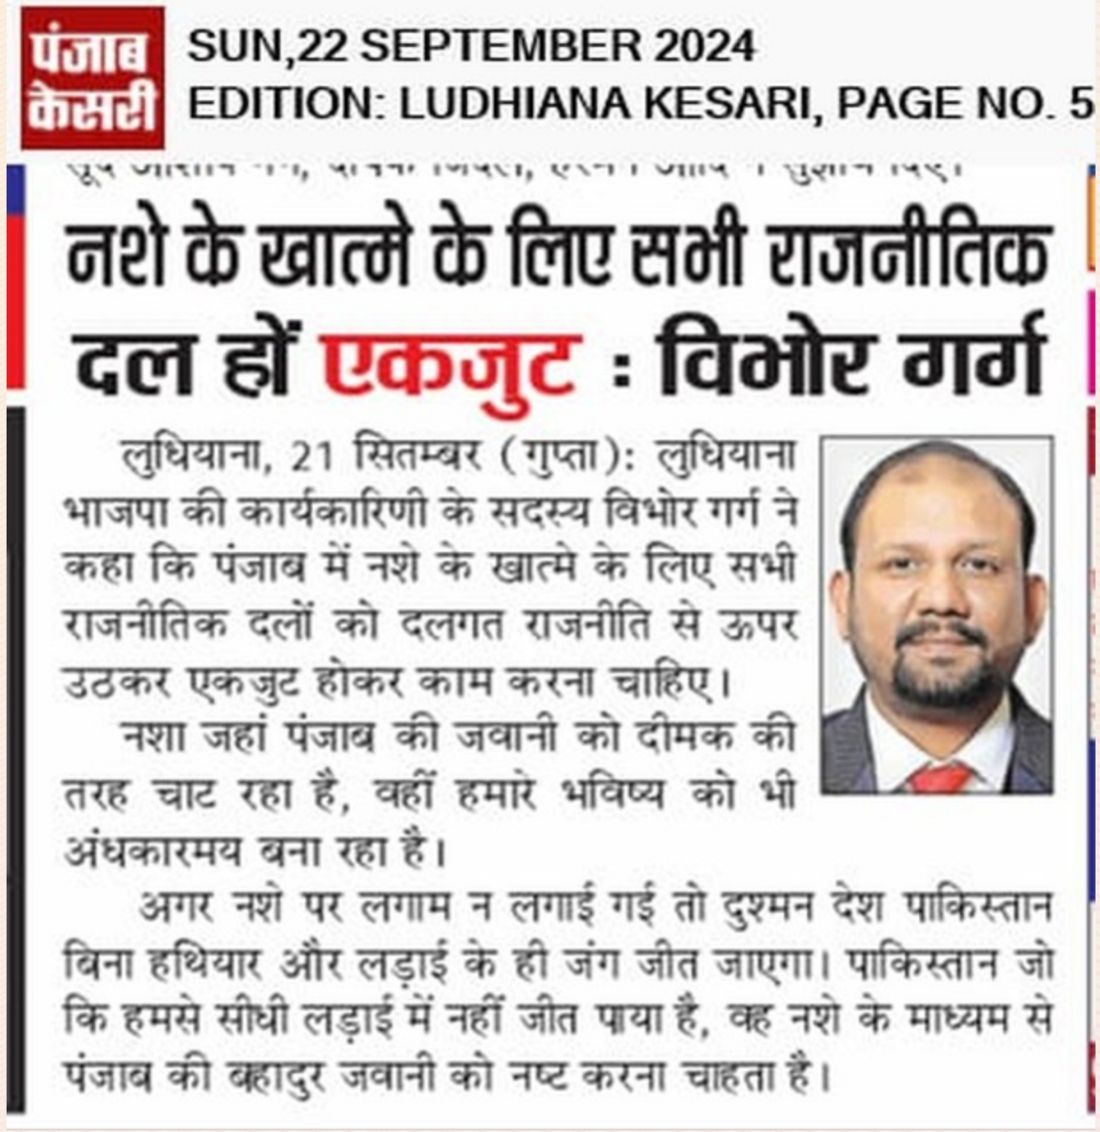 पंजाब
केसरी
SUN,22 SEPTEMBER 2024
EDITION: LUDHIANA KESARI, PAGE NO. 5
नशे के खात्मे के लिए सभी राजनीतिक
दल हों एकजुट : विभोर गर्ग
लुधियाना, 21 सितम्बर (गुप्ता): लुधियाना
भाजपा की कार्यकारिणी के सदस्य विभोर गर्ग ने
कहा कि पंजाब में नशे के खात्मे के लिए सभी
राजनीतिक दलों को दलगत राजनीति से ऊपर
उठकर एकजुट होकर काम करना चाहिए।
नशा जहां पंजाब की जवानी को दीमक की
तरह चाट रहा है, वहीं हमारे भविष्य को भी
अंधकारमय बना रहा है।
अगर नशे पर लगाम न लगाई गई तो दुश्मन देश पाकिस्तान
बिना हथियार और लड़ाई के ही जंग जीत जाएगा। पाकिस्तान जो
कि हमसे सीधी लड़ाई में नहीं जीत पाया है, वह नशे के माध्यम से
पंजाब की बहादुर जवानी को नष्ट करना चाहता है।